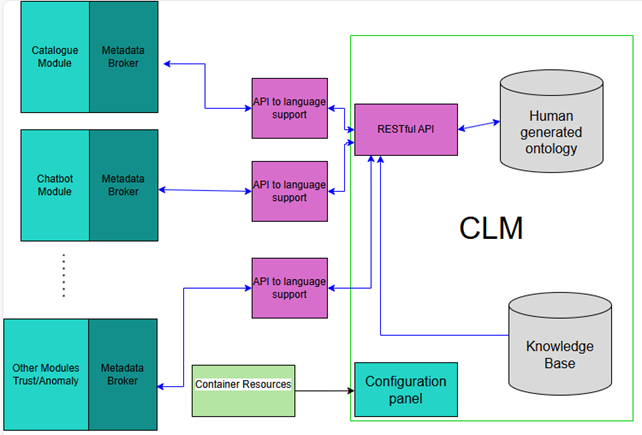 Catalogue
Module
Metadata
Broker
API to language
support
RESTful API
Human
generated
ontology
Chatbot
Module
Metadata
Broker
API to language
support
CLM
API to language
support
Other Modules
Trust/Anomaly
Metadata
Broker
Container Resources
Configuration
panel
Knowledge
Base